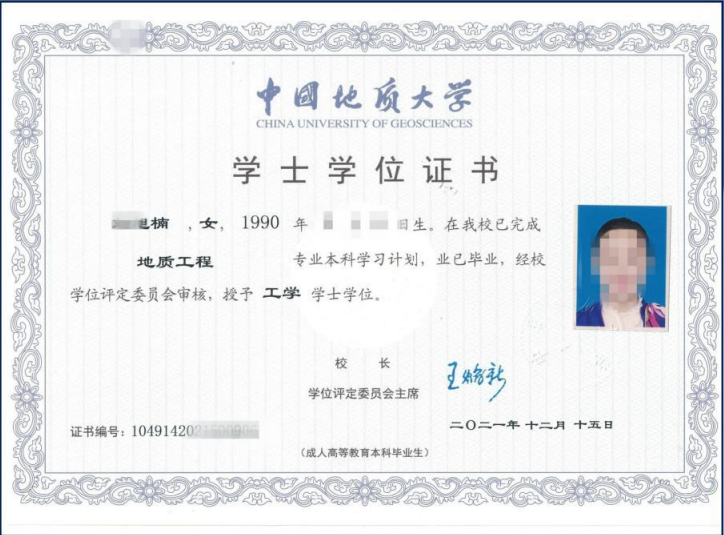 中國地质大学
CHINA UNIVERSITY OF GEOSCIENCES
学士学位证书
楠，女，1990 年 日生。在我校已完成
地质工程 专业本科学习计划，业已毕业，经校
学位评定委员会审核，授予 工学 学士学位。
校 长
学位评定委员会主席
证书编号：104914202
二〇二一年 十二月 十五日
（成人高等教育本科毕业生）